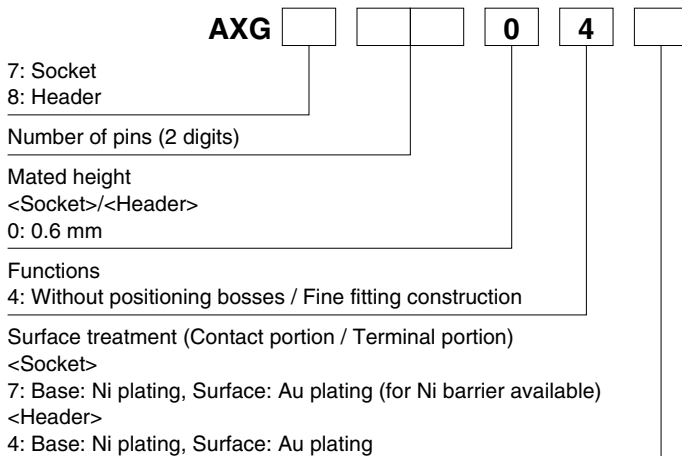 AXG 0 4
7: Socket
8: Header
Number of pins (2 digits)
Mated height
<Socket>/<Header>
0: 0.6 mm
Functions
4: Without positioning bosses / Fine fitting construction
Surface treatment (Contact portion / Terminal portion)
<Socket>
7: Base: Ni plating, Surface: Au plating (for Ni barrier available)
<Header>
4: Base: Ni plating, Surface: Au plating